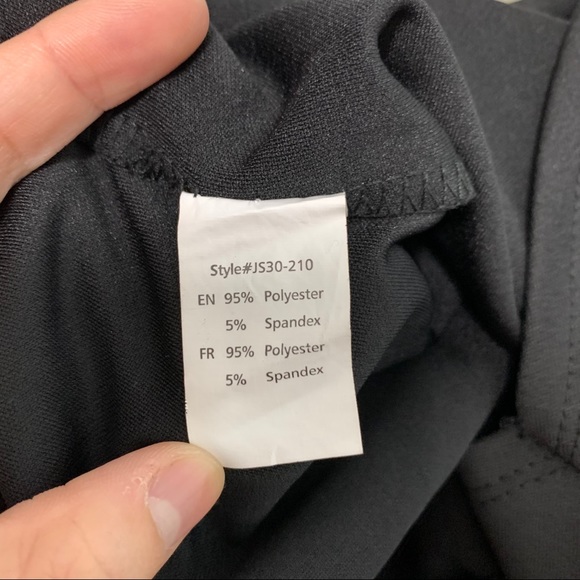 Style#JS30-210
EN 95% Polyester
5% Spandex
FR 95% Polyester
5% Spandex